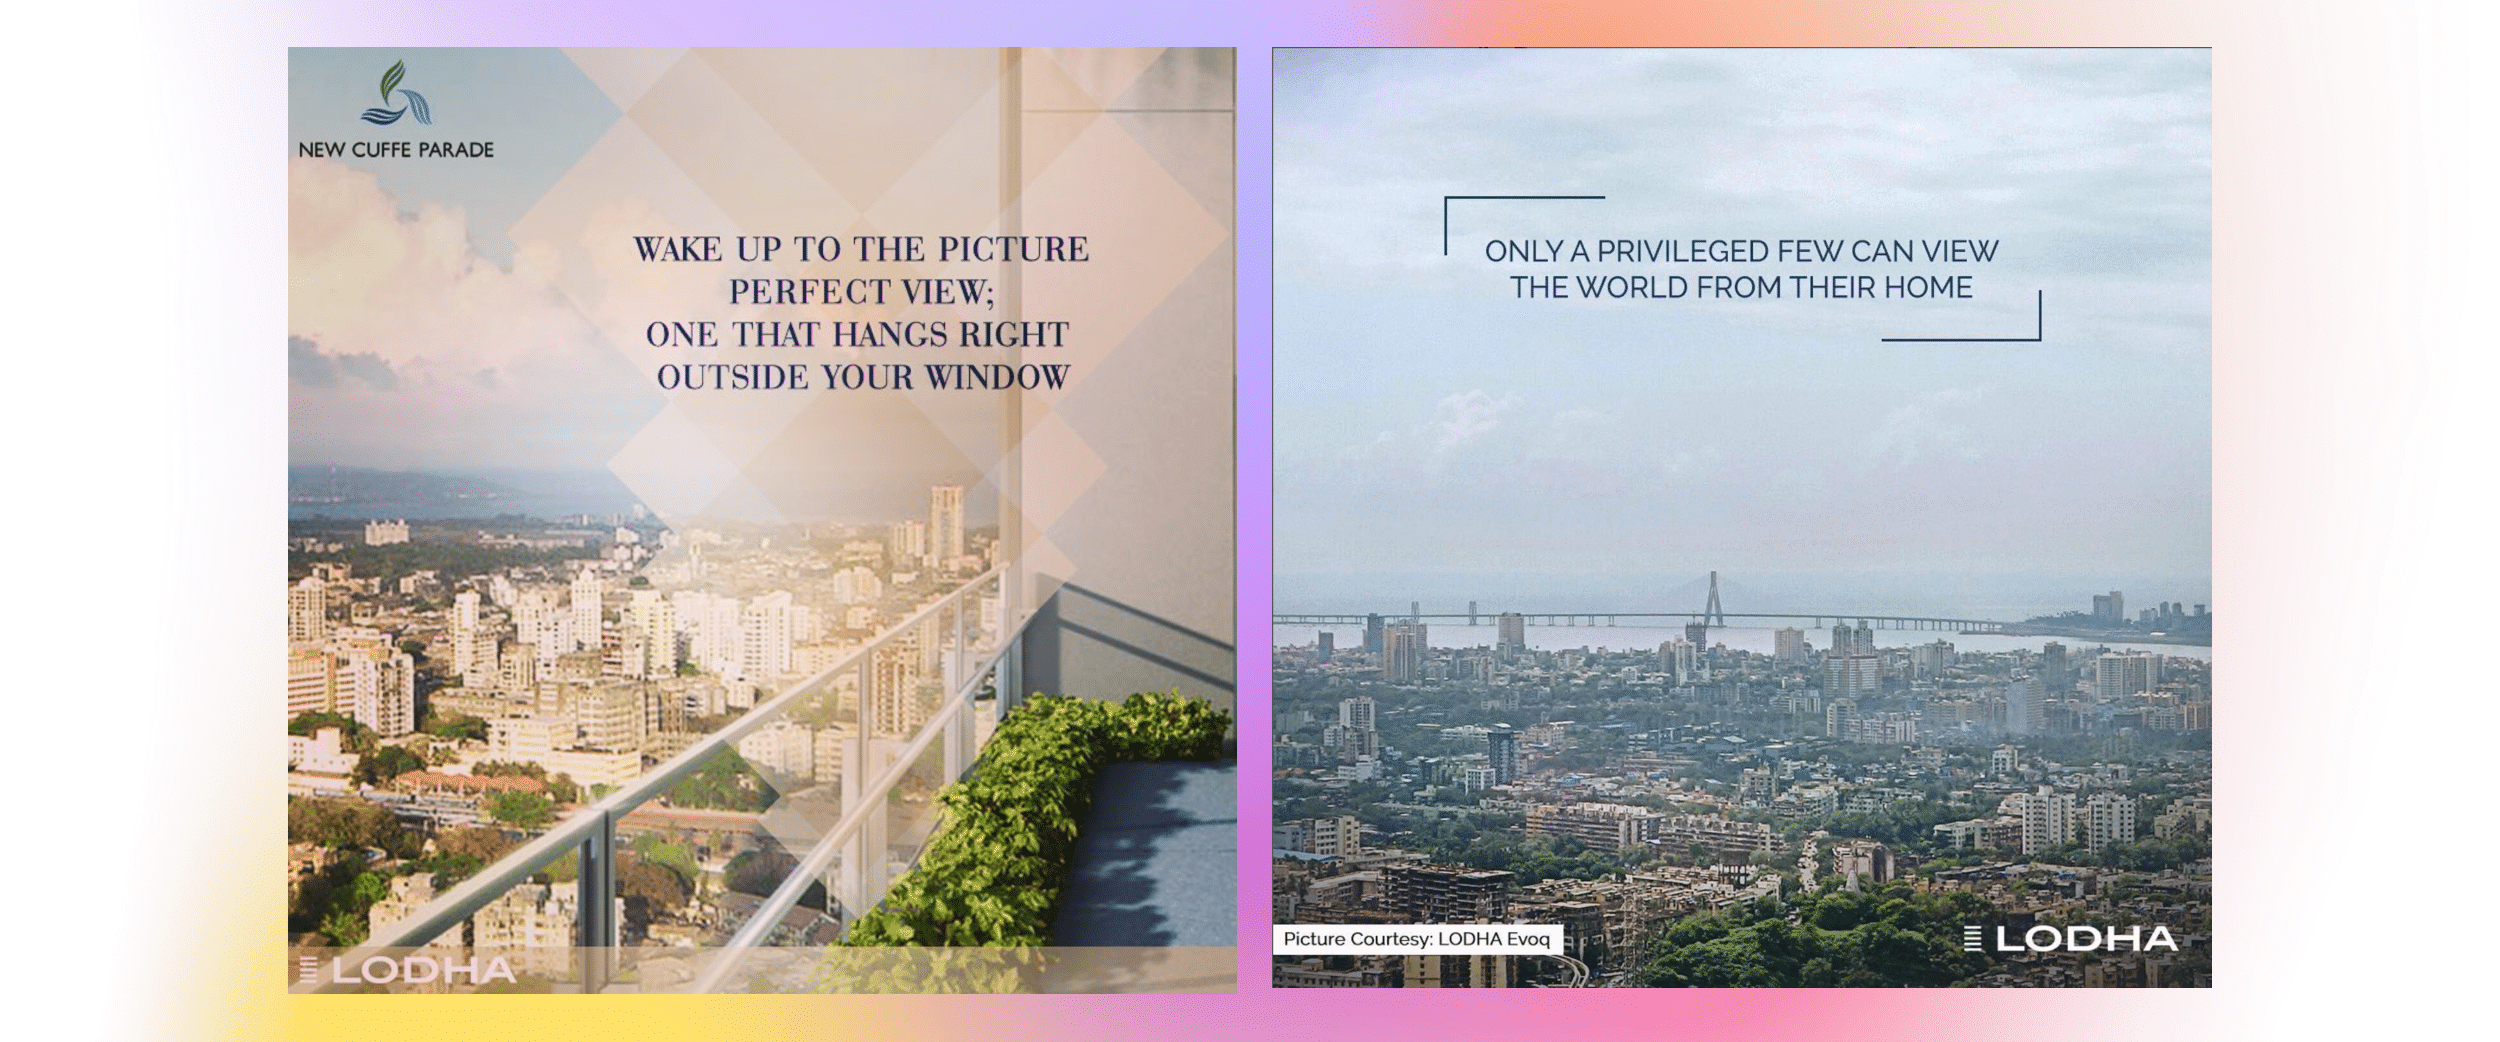 NEW CUFFE PARADE
WAKE UP TO THE PICTURE
PERFECT VIEW;
ONE THAT HANGS RIGHT
OUTSIDE YOUR WINDOW
LODHA
ONLY A PRIVILEGED FEW CAN VIEW
THE WORLD FROM THEIR HOME
Picture Courtesy: LODHA Evoq
LODHA